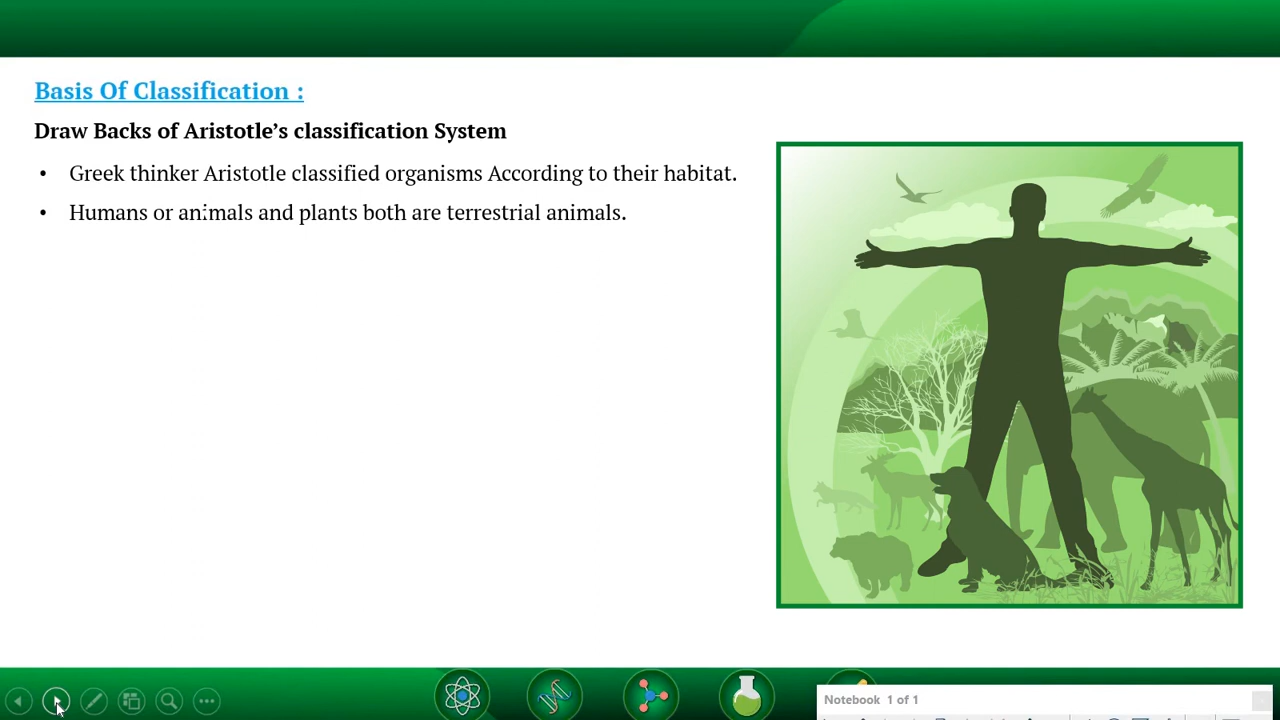 Basis Of Classification :
Draw Backs of Aristotle’s classification System
• Greek thinker Aristotle classified organisms According to their habitat.
• Humans or animals and plants both are terrestrial animals.
Notebook 1 of 1